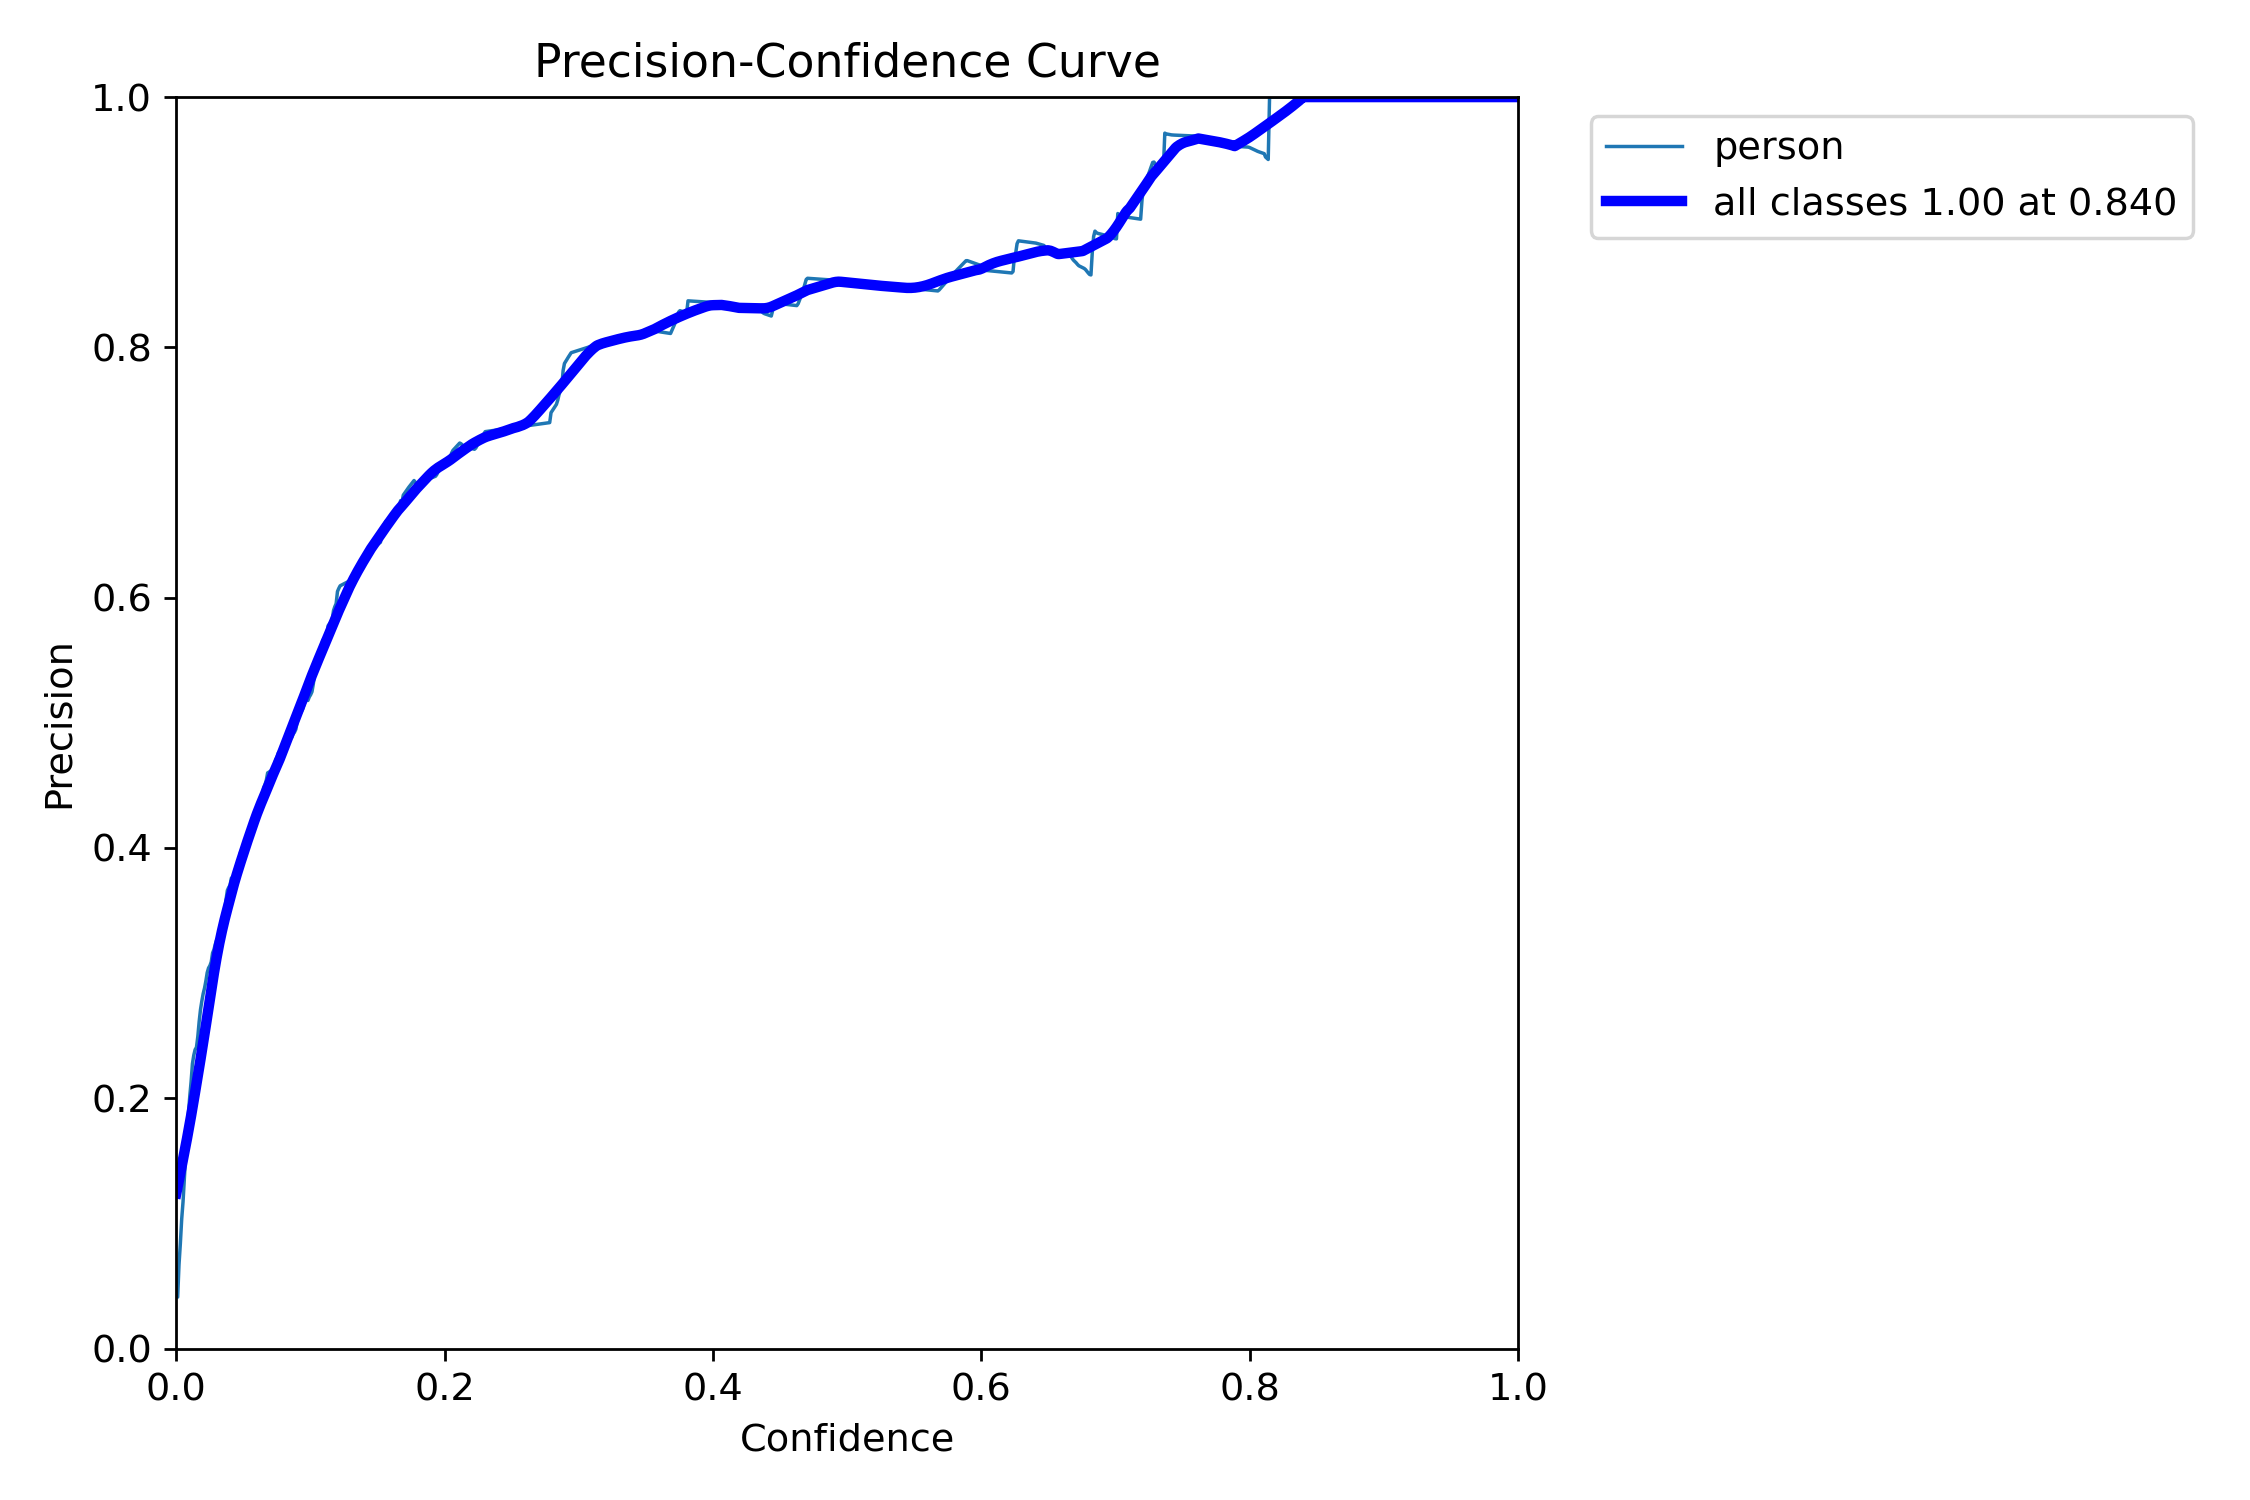 Precision-Confidence Curve
1.0
0.8
0.6
0.4
0.2
0.0
Precision
0.0 0.2 0.4 0.6 0.8 1.0
Confidence
person
all classes 1.00 at 0.840